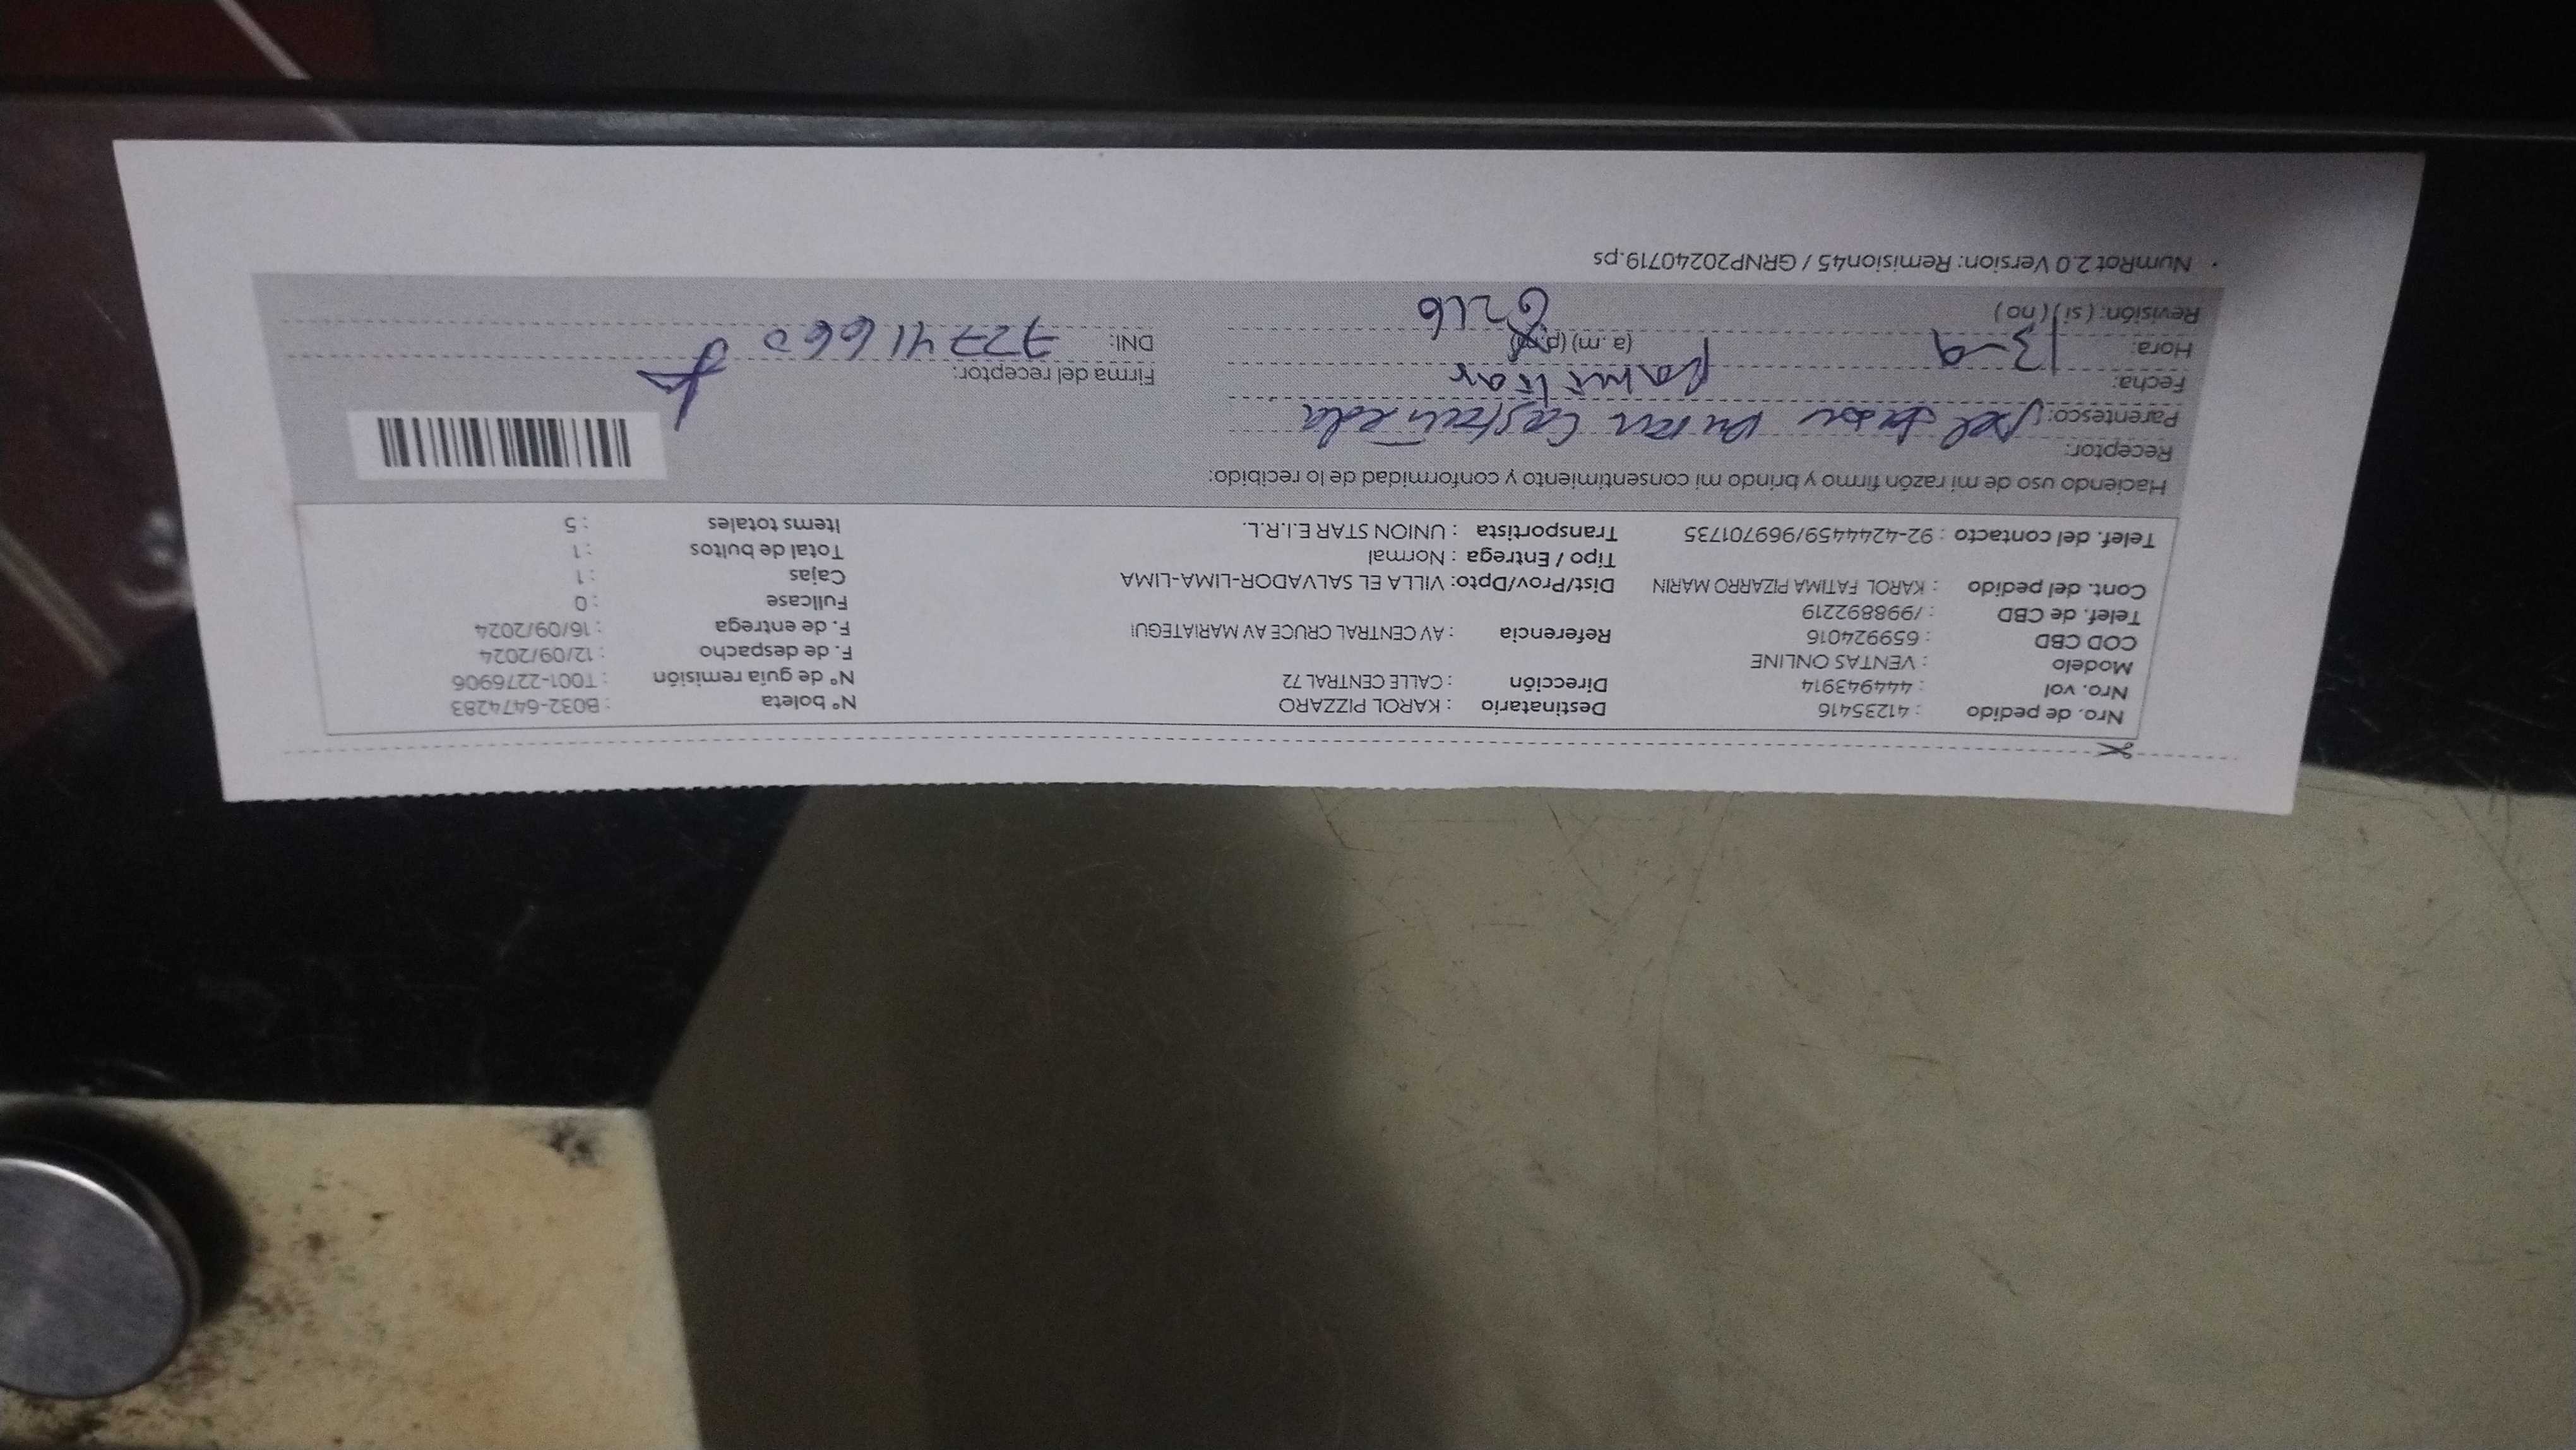 Nro. de pedido : 41235416 Destinatario : KAROL PIZZARO N° boleta : B032-6474283
Nro. vol : 444943914 Dirección : CALLE CENTRAL 72 N° de guía remisión : T001-2276906
Modelo : VENTAS ONLINE F. de despacho : 12/09/2024
COD CBD : 659924016 Referencia : AV CENTRAL CRUCE AV MARIATEGUI F. de entrega : 16/09/2024
Telef. de CBD : /998892219 Fullcase : 0
Cont. del pedido : KAROL FATIMA PIZARRO MARIN Dist/Prov/Dpto: VILLA EL SALVADOR-LIMA-LIMA Cajas : 1
Tipo / Entrega : Normal Total de bultos : 1
Telef. del contacto : 92-4244459/969701735 Transportista : UNION STAR E.I.R.L. Items totales : 5
Haciendo uso de mi razón firmo y brindo mi consentimiento y conformidad de lo recibido:
Receptor:
Parentesco: Castañeda
Fecha: familiar Firma del receptor:
Hora: 13-9 (a.m) DNI: 72741660
Revisión: ( si ) ( no )
• NumRot 2.0 Version: Remision45 / GRNP20240719.ps